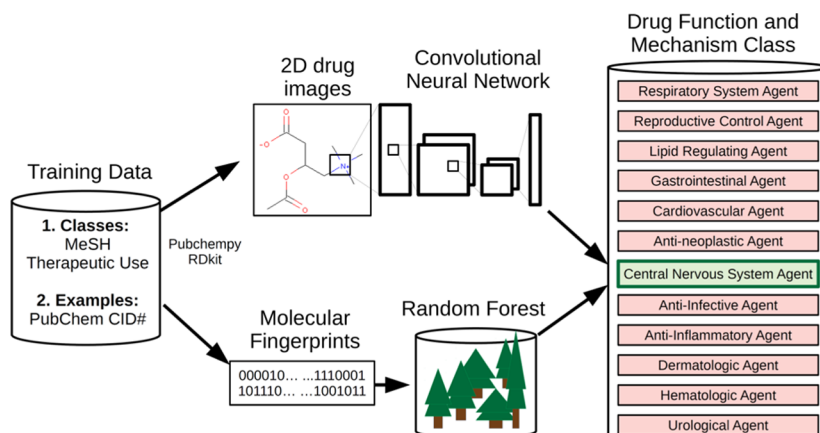 Training Data
1. Classes:
MeSH
Therapeutic Use
2. Examples:
PubChem CID#
Pubchempy
RDkit
2D drug
images
O
-O
O
O
N
Convolutional
Neural Network
Molecular
Fingerprints
000010... ...1110001
101110... ...1001011
Random Forest
Drug Function and
Mechanism Class
Respiratory System Agent
Reproductive Control Agent
Lipid Regulating Agent
Gastrointestinal Agent
Cardiovascular Agent
Anti-neoplastic Agent
Central Nervous System Agent
Anti-Infective Agent
Anti-Inflammatory Agent
Dermatologic Agent
Hematologic Agent
Urological Agent